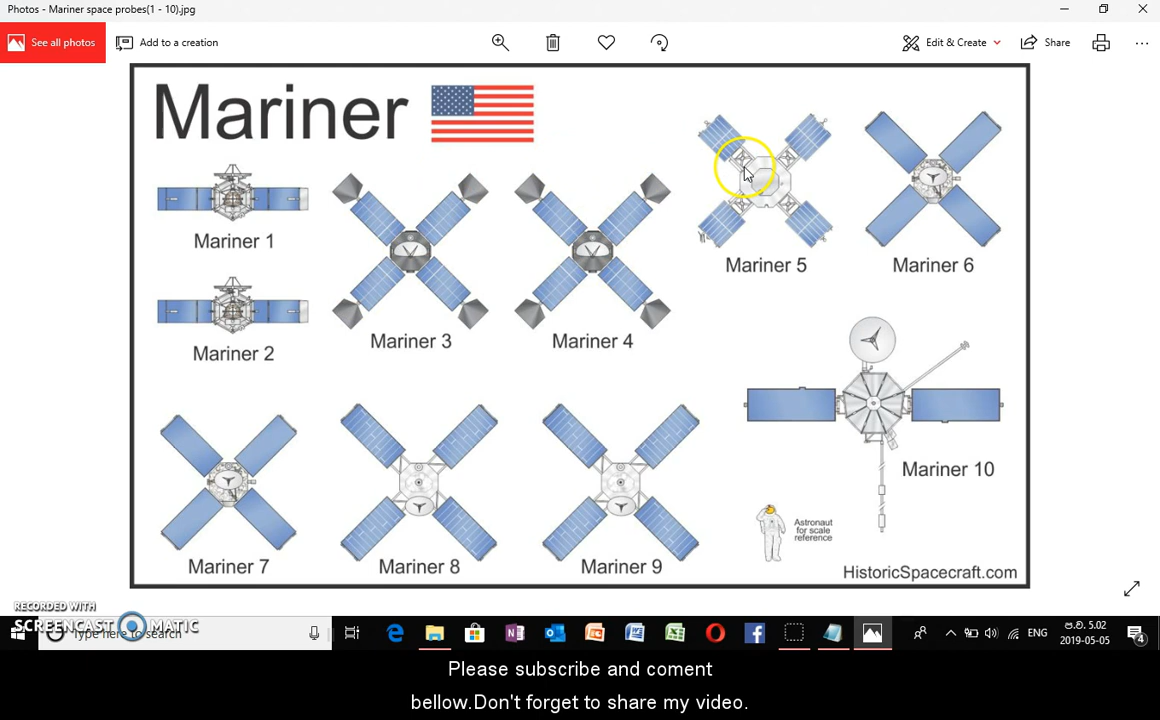 Photos - Mariner space probes(1 - 10).jpg
See all photos
Add to a creation
Edit & Create
Share
Mariner
Mariner 1
Mariner 2
Mariner 3
Mariner 4
Mariner 5
Mariner 6
Mariner 7
Mariner 8
Mariner 9
Mariner 10
Astronaut
for scale
reference
HistoricSpacecraft.com
RECORDED WITH
SCREENCAST MATIC
Type here to search
ENG
ප.ව. 5.02
2019-05-05
4
Please subscribe and coment
bellow.Don't forget to share my video.